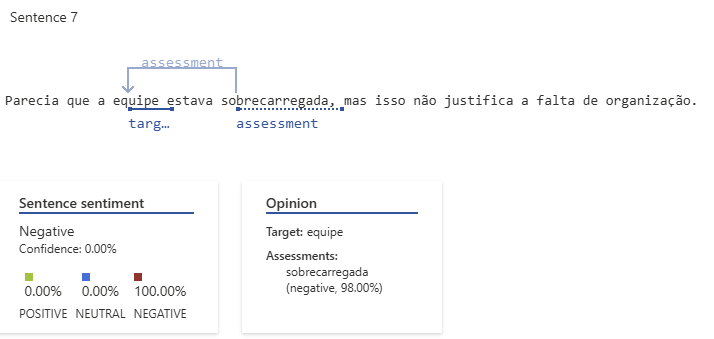 Sentence 7
assessment
Parecia que a equipe estava sobrecarregada, mas isso não justifica a falta de organização.
targ… assessment
Sentence sentiment
Negative
Confidence: 0.00%
0.00% 0.00% 100.00%
POSITIVE NEUTRAL NEGATIVE
Opinion
Target: equipe
Assessments:
sobrecarregada
(negative, 98.00%)